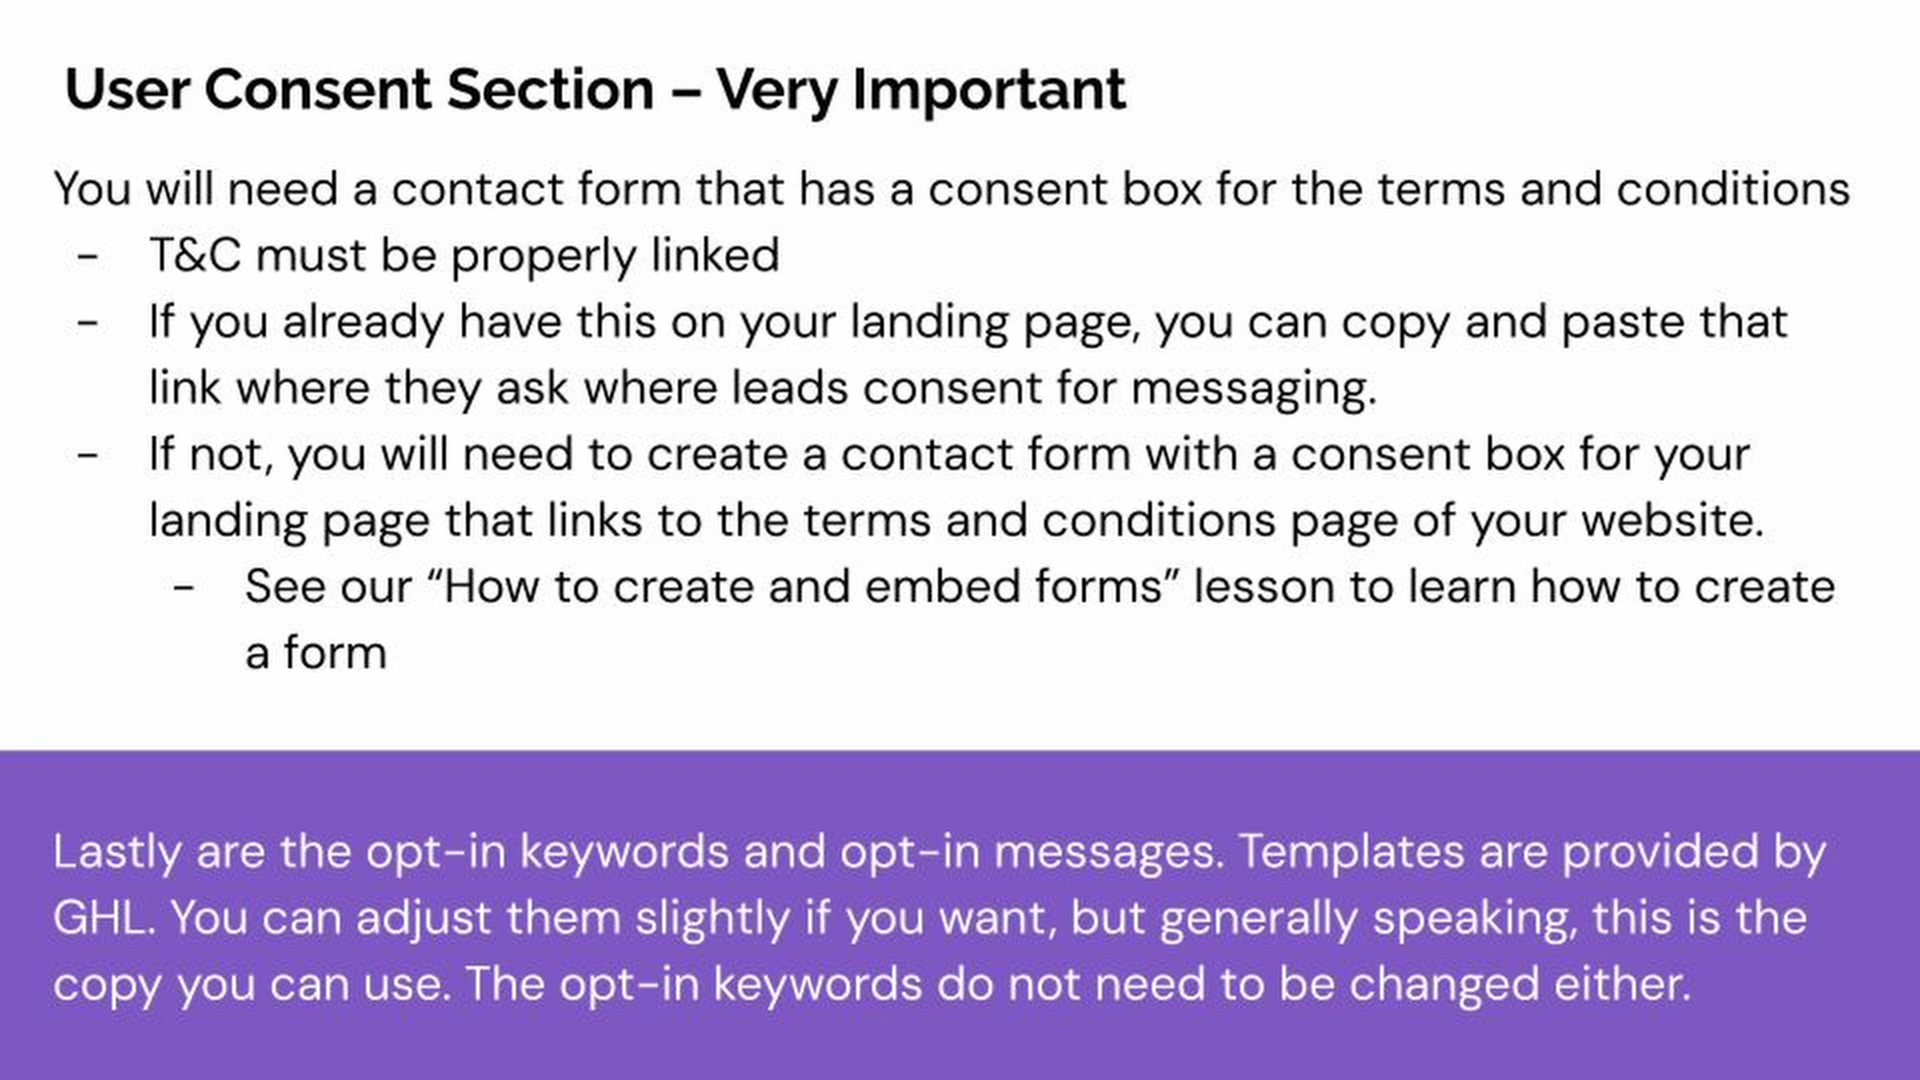 User Consent Section – Very Important
You will need a contact form that has a consent box for the terms and conditions
- T&C must be properly linked
- If you already have this on your landing page, you can copy and paste that
link where they ask where leads consent for messaging.
- If not, you will need to create a contact form with a consent box for your
landing page that links to the terms and conditions page of your website.
- See our “How to create and embed forms” lesson to learn how to create
a form
Lastly are the opt-in keywords and opt-in messages. Templates are provided by
GHL. You can adjust them slightly if you want, but generally speaking, this is the
copy you can use. The opt-in keywords do not need to be changed either.